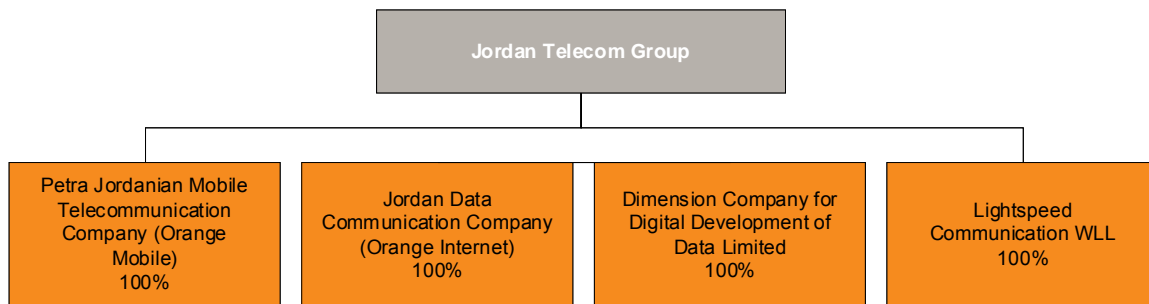 Jordan Telecom Group
Petra Jordanian Mobile
Telecommunication
Company (Orange
Mobile)
100%
Jordan Data
Communication Company
(Orange Internet)
100%
Dimension Company for
Digital Development of
Data Limited
100%
Lightspeed
Communication WLL
100%